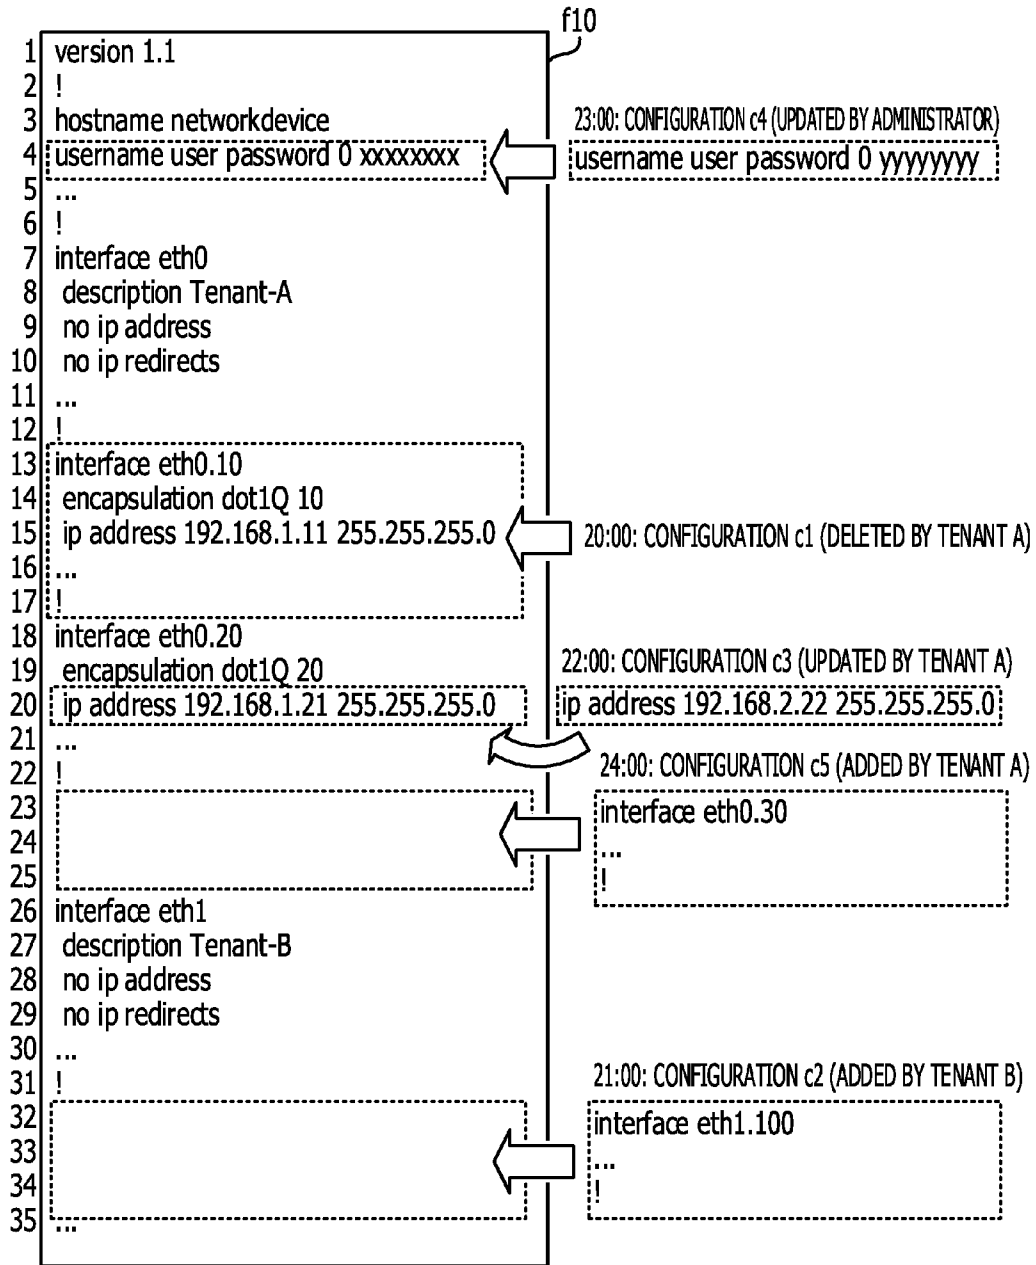 f10
1 version 1.1
2 !
3 hostname networkdevice
23:00: CONFIGURATION c4 (UPDATED BY ADMINISTRATOR)
4 username user password 0 xxxxxxxx
username user password 0 yyyyyyyy
5 ...
6 !
7 interface eth0
8 description Tenant-A
9 no ip address
10 no ip redirects
11 ...
12 !
13 interface eth0.10
14 encapsulation dot1Q 10
15 ip address 192.168.1.11 255.255.255.0
20:00: CONFIGURATION c1 (DELETED BY TENANT A)
16 ...
17 !
18 interface eth0.20
19 encapsulation dot1Q 20
22:00: CONFIGURATION c3 (UPDATED BY TENANT A)
20 ip address 192.168.1.21 255.255.255.0
ip address 192.168.2.22 255.255.255.0
21 ...
22 !
24:00: CONFIGURATION c5 (ADDED BY TENANT A)
23
interface eth0.30
24
...
25
!
26 interface eth1
27 description Tenant-B
28 no ip address
29 no ip redirects
30 ...
31 !
21:00: CONFIGURATION c2 (ADDED BY TENANT B)
32
interface eth1.100
33
...
34
!
35 ...